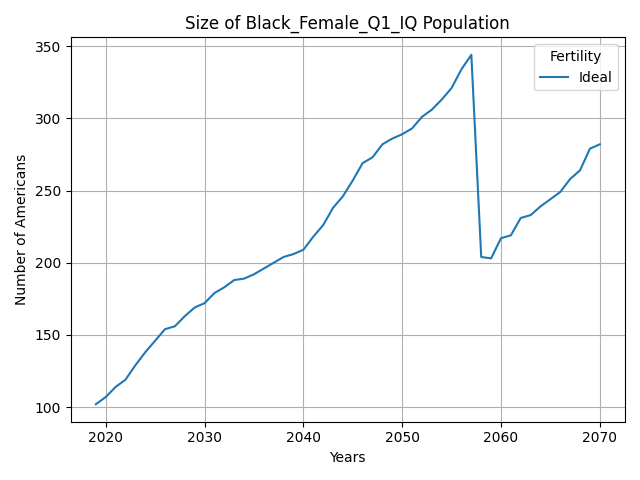 Size of Black_Female_Q1_IQ Population
Fertility
Ideal
Number of Americans
350
300
250
200
150
100
2020 2030 2040 2050 2060 2070
Years